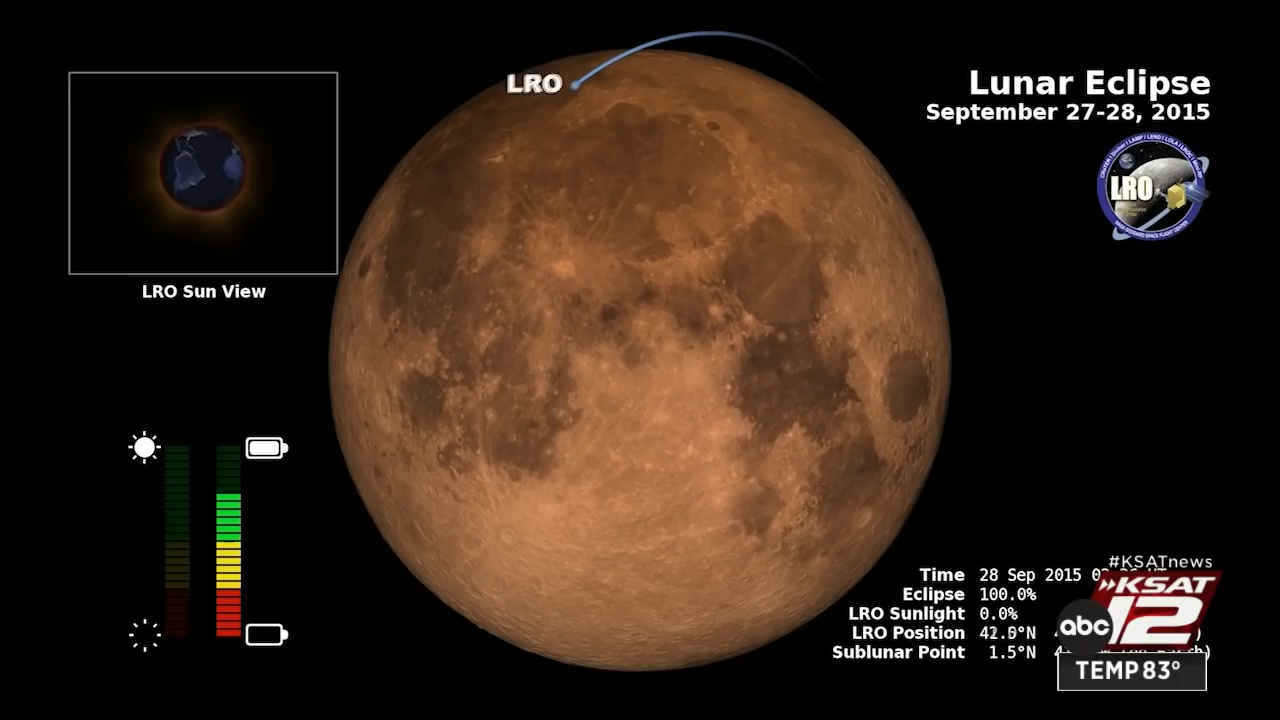 LRO
Lunar Eclipse
September 27-28, 2015
LRO
LRO Sun View
#KSATnews
Time 28 Sep 2015
Eclipse 100.0%
LRO Sunlight 0.0%
LRO Position °N
Sublunar Point 1.5°N
KSAT
12
abc
TEMP 83°